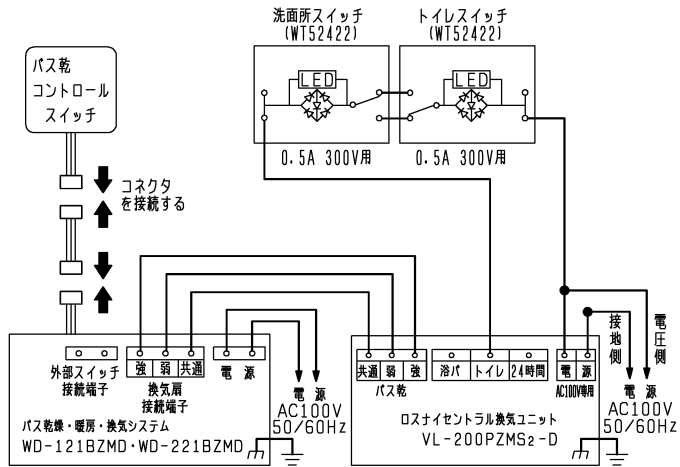 洗面所スイッチ
(WT52422)
トイレスイッチ
(WT52422)
LED
LED
0.5A 300V用
0.5A 300V用
バス乾
コントロール
スイッチ
コネクタ
を接続する
外部スイッチ
接続端子
強 弱 共通
換気扇
接続端子
電 源
電 源
AC100V
50/60Hz
バス乾燥・暖房・換気システム
WD-121BZMD・WD-221BZMD
共通 弱 強
バス乾
浴バ トイレ 24時間
電 源
AC100V専用
接地側
電圧側
電 源
AC100V
50/60Hz
ロスナイセントラル換気ユニット
VL-200PZMS2-D